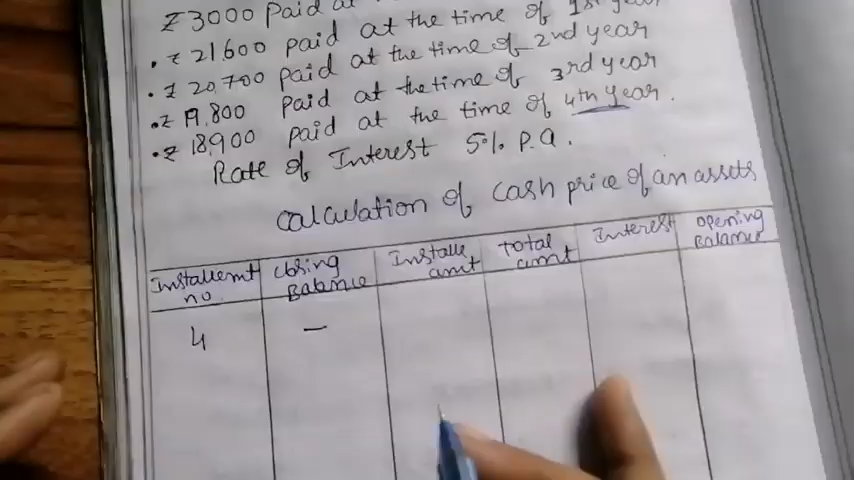 ₹3000 Paid at
• ₹ 21,600 paid at the time of 1st year
• ₹ 20,700 paid at the time of 2nd year
• ₹ 19,800 paid at the time of 3rd year
• ₹ 18,900 paid at the time of 4th year.
Rate of Interest 5% P.a.
Calculation of cash price of an assets
Installemt no. | Closing Balance | Installe amt | Total amt | Interest | Opening Balance
4 | —